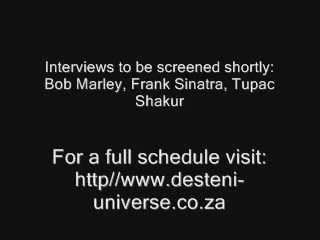 Interviews to be screened shortly:
Bob Marley, Frank Sinatra, Tupac
Shakur
For a full schedule visit:
http//www.desteni-
universe.co.za